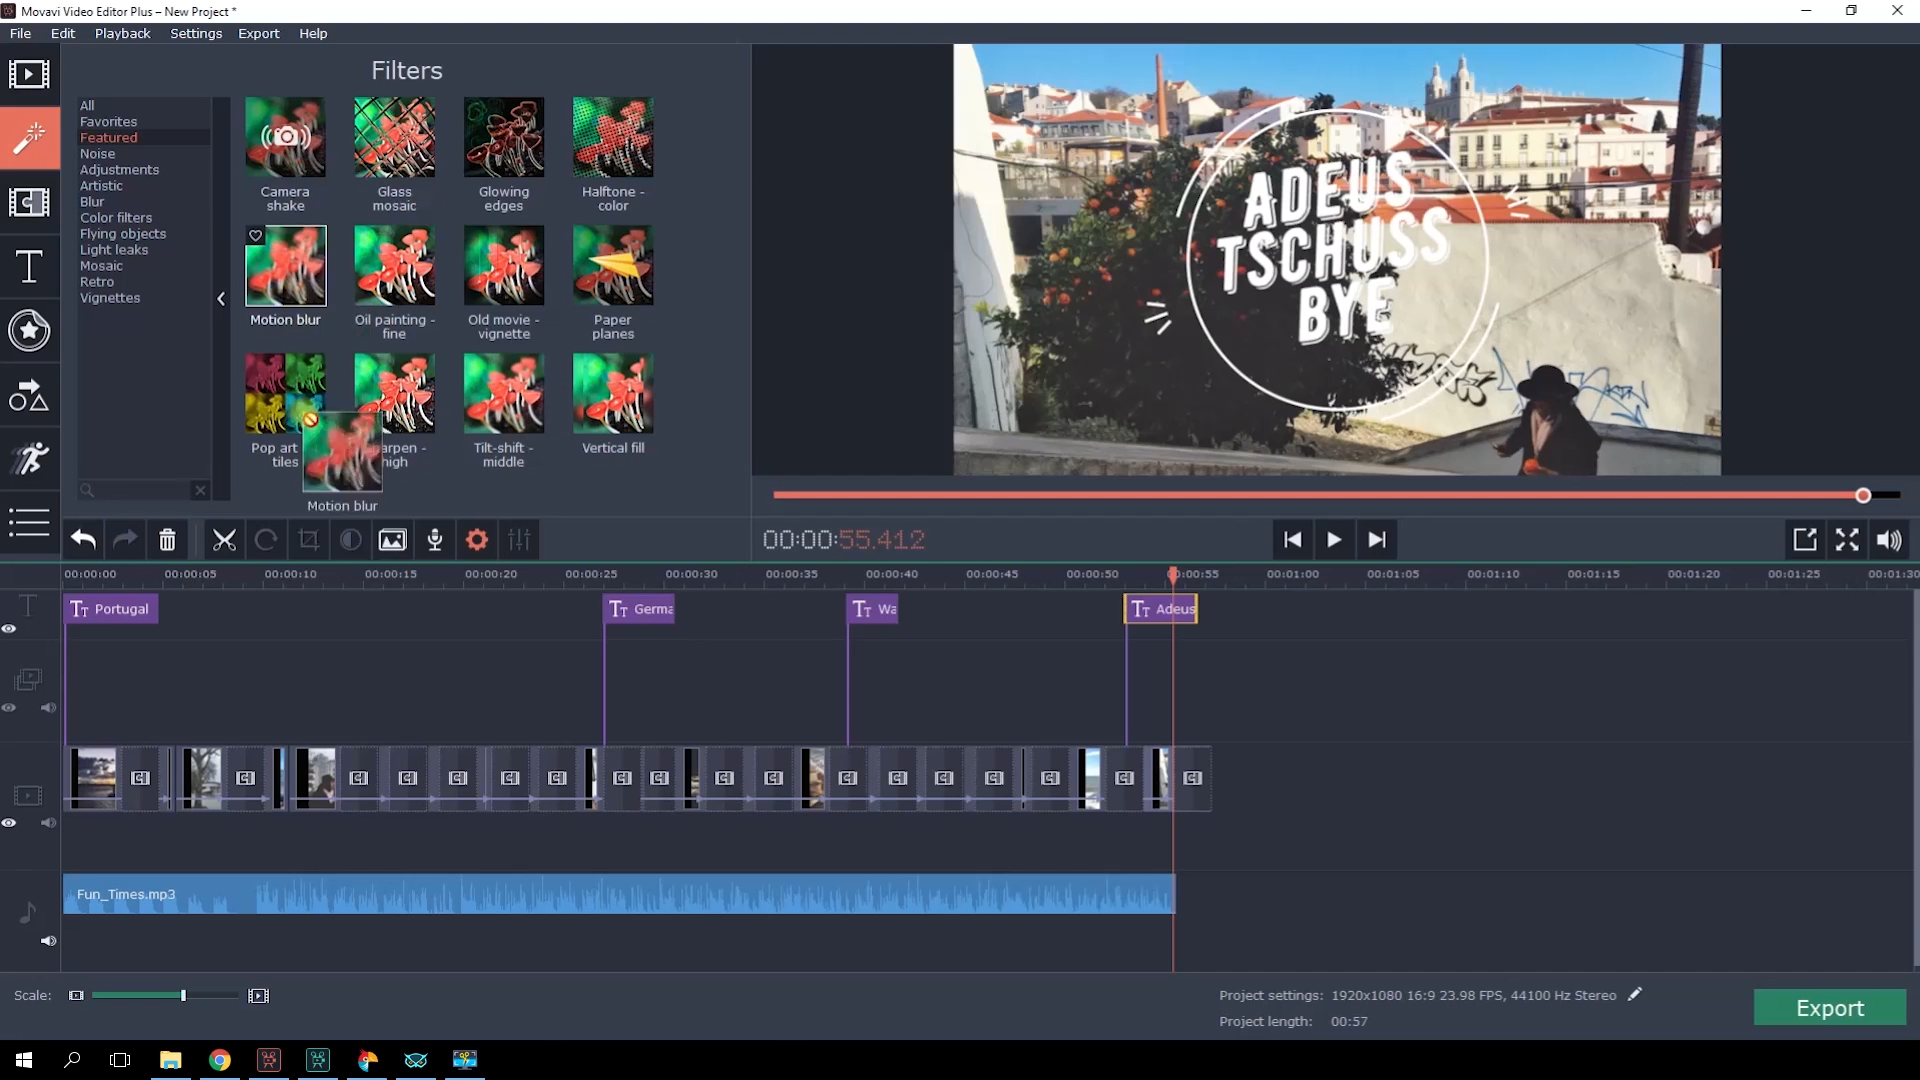 Movavi Video Editor Plus – New Project *
File Edit Playback Settings Export Help
Filters
All
Favorites
Featured
Noise
Adjustments
Artistic
Blur
Color filters
Flying objects
Light leaks
Mosaic
Retro
Vignettes
Camera shake
Glass mosaic
Glowing edges
Halftone - color
Motion blur
Oil painting - fine
Old movie - vignette
Paper planes
Pop art tiles
arpen - high
Tilt-shift - middle
Vertical fill
Motion blur
ADEUS
TSCHUSS
BYE
00:00:55.412
00:00:00 00:00:05 00:00:10 00:00:15 00:00:20 00:00:25 00:00:30 00:00:35 00:00:40 00:00:45 00:00:50 00:00:55 00:01:00 00:01:05 00:01:10 00:01:15 00:01:20 00:01:25 00:01:30
Portugal Germa Wa Adeus
Fun_Times.mp3
Scale:
Project settings: 1920x1080 16:9 23.98 FPS, 44100 Hz Stereo
Project length: 00:57
Export